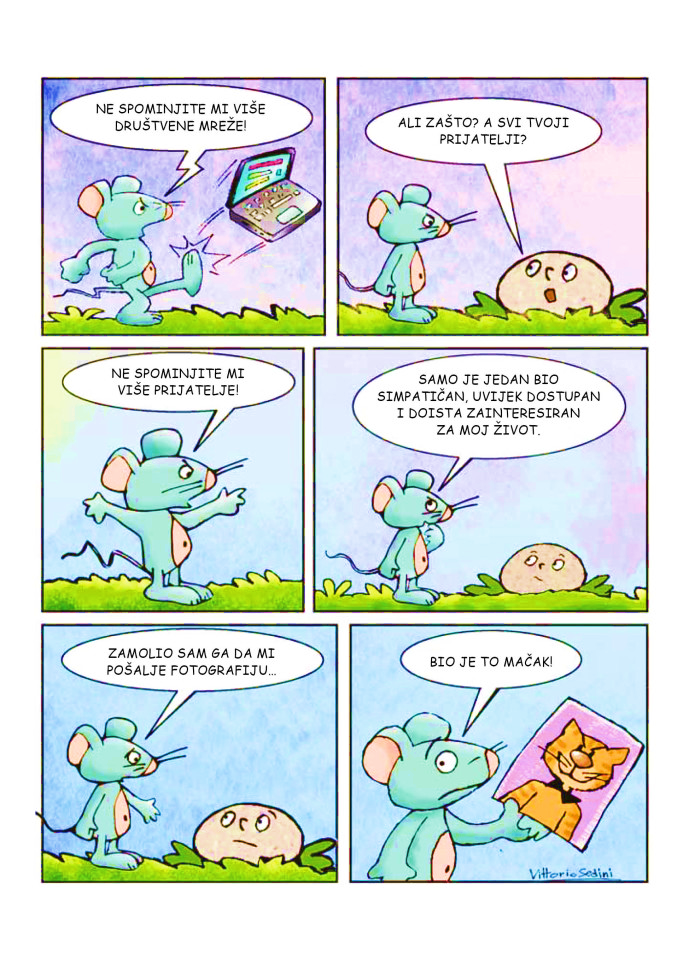 NE SPOMINJITE MI VIŠE
DRUŠTVENE MREŽE!
ALI ZAŠTO? A SVI TVOJI
PRIJATELJI?
NE SPOMINJITE MI
VIŠE PRIJATELJE!
SAMO JE JEDAN BIO
SIMPATIČAN, UVIJEK DOSTUPAN
I DOISTA ZAINTERESIRAN
ZA MOJ ŽIVOT.
ZAMOLIO SAM GA DA MI
POŠALJE FOTOGRAFIJU...
BIO JE TO MAČAK!
Vittorio Sedini